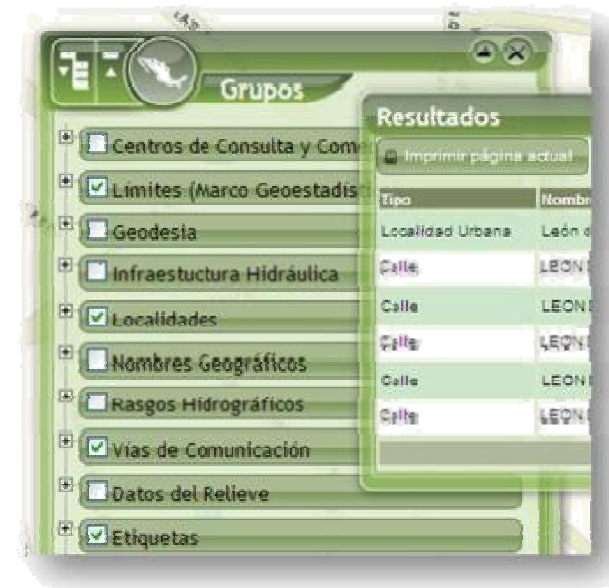 Grupos
Centros de Consulta y Com
Límites (Marco Geoestadís
Geodesia
Infraestuctura Hidráulica
Localidades
Nombres Geográficos
Rasgos Hidrográficos
Vías de Comunicación
Datos del Relieve
Etiquetas
Resultados
Imprimir página actual
Tipo Nombr
Localidad Urbana León d
Calle LEON
Calle LEON
Calle LEON
Calle LEON
Calle LEON